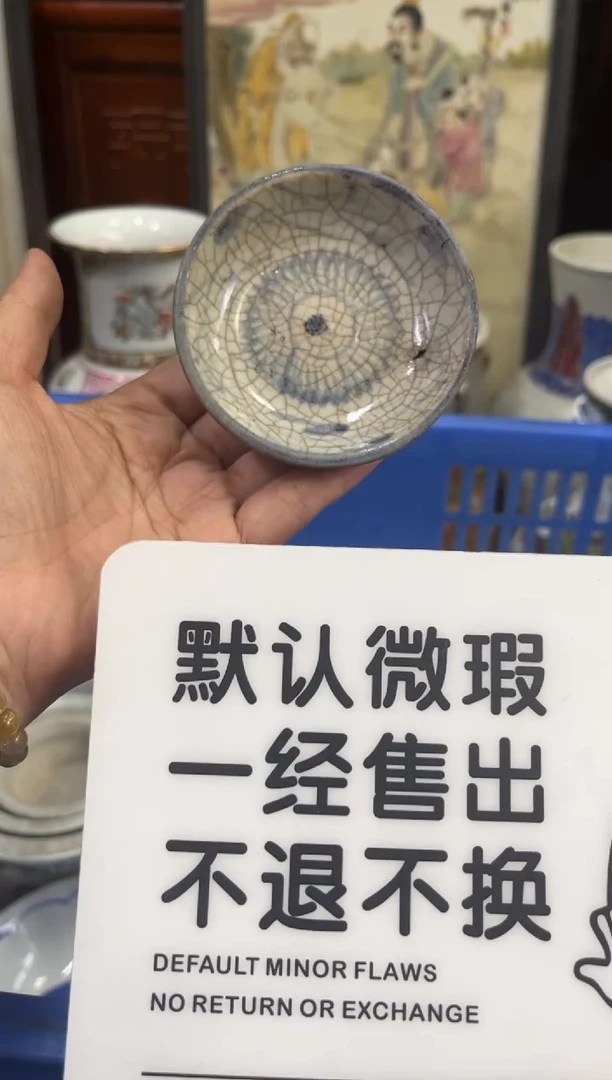 默认微瑕
一经售出
不退不换
DEFAULT MINOR FLAWS
NO RETURN OR EXCHANGE